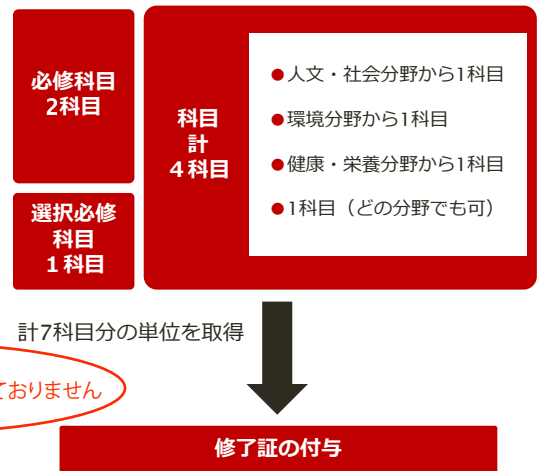 必修科目
2科目
選択必修
科目
1科目
科目
計
4科目
●人文・社会分野から1科目
●環境分野から1科目
●健康・栄養分野から1科目
●1科目（どの分野でも可）
計7科目分の単位を取得
ておりません
修了証の付与